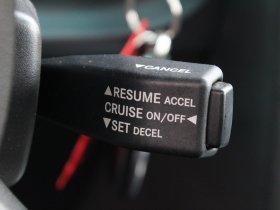 ▼CANCEL
▲RESUME ACCEL
CRUISE ON/OFF◄
▼SET DECEL